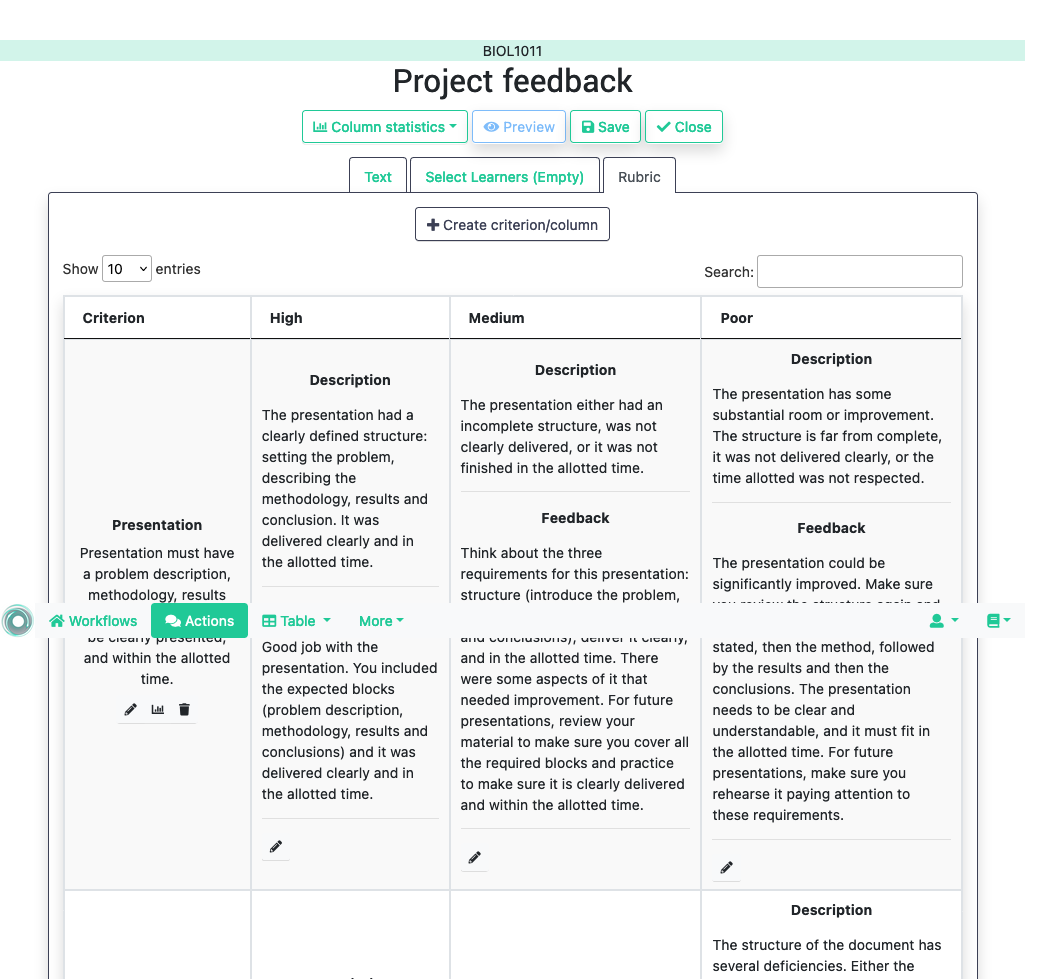 BIOL1011
Project feedback
Column statistics
Preview
Save
Close
Text
Select Learners (Empty)
Rubric
Create criterion/column
Show 10 entries
Search:
Criterion
High
Medium
Poor
Presentation
Presentation must have
a problem description,
methodology, results
be clearly presented,
and within the allotted
time.
Description
The presentation had a
clearly defined structure:
setting the problem,
describing the
methodology, results and
conclusion. It was
delivered clearly and in
the allotted time.
Good job with the
presentation. You included
the expected blocks
(problem description,
methodology, results and
conclusions) and it was
delivered clearly and in
the allotted time.
Description
The presentation either had an
incomplete structure, was not
clearly delivered, or it was not
finished in the allotted time.
Feedback
Think about the three
requirements for this presentation:
structure (introduce the problem,
and conclusions), deliver it clearly,
and in the allotted time. There
were some aspects of it that
needed improvement. For future
presentations, review your
material to make sure you cover all
the required blocks and practice
to make sure it is clearly delivered
and within the allotted time.
Description
The presentation has some
substantial room or improvement.
The structure is far from complete,
it was not delivered clearly, or the
time allotted was not respected.
Feedback
The presentation could be
significantly improved. Make sure
you review the structure again and
stated, then the method, followed
by the results and then the
conclusions. The presentation
needs to be clear and
understandable, and it must fit in
the allotted time. For future
presentations, make sure you
rehearse it paying attention to
these requirements.
Workflows
Actions
Table
More
Description
The structure of the document has
several deficiencies. Either the